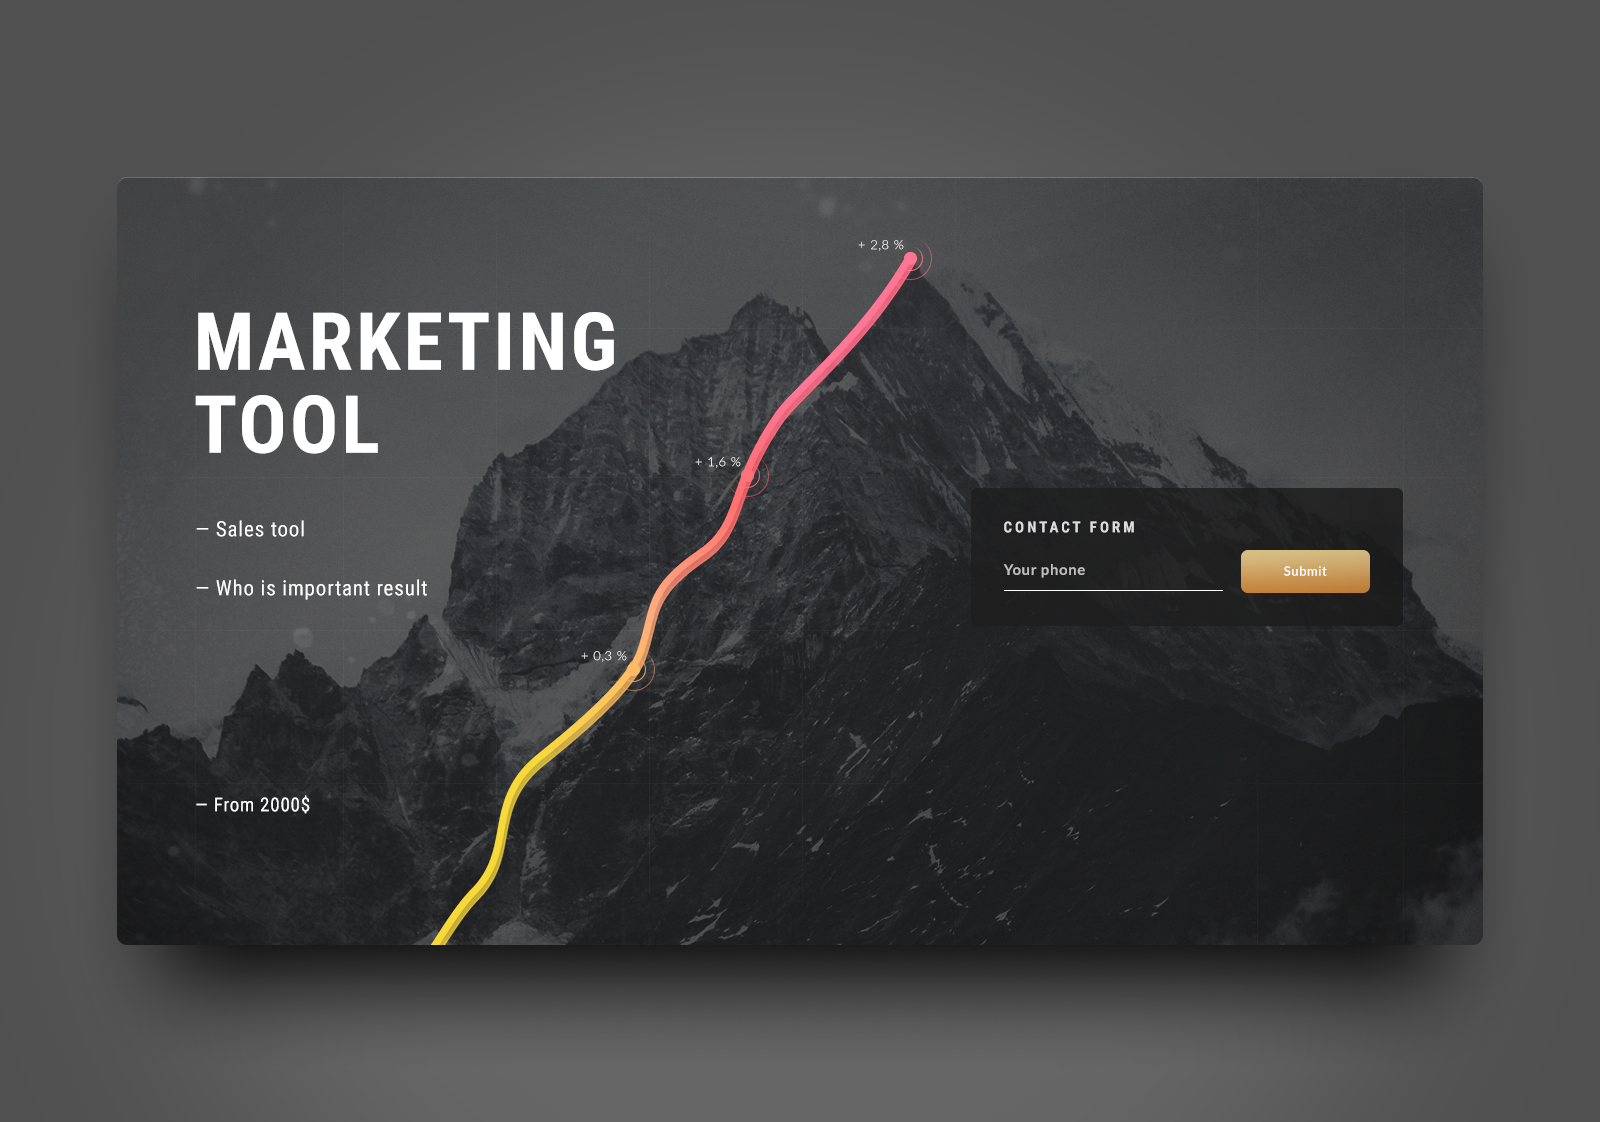 + 2,8 %
MARKETING
TOOL
+ 1,6 %
— Sales tool
— Who is important result
+ 0,3 %
— From 2000$
CONTACT FORM
Your phone
Submit